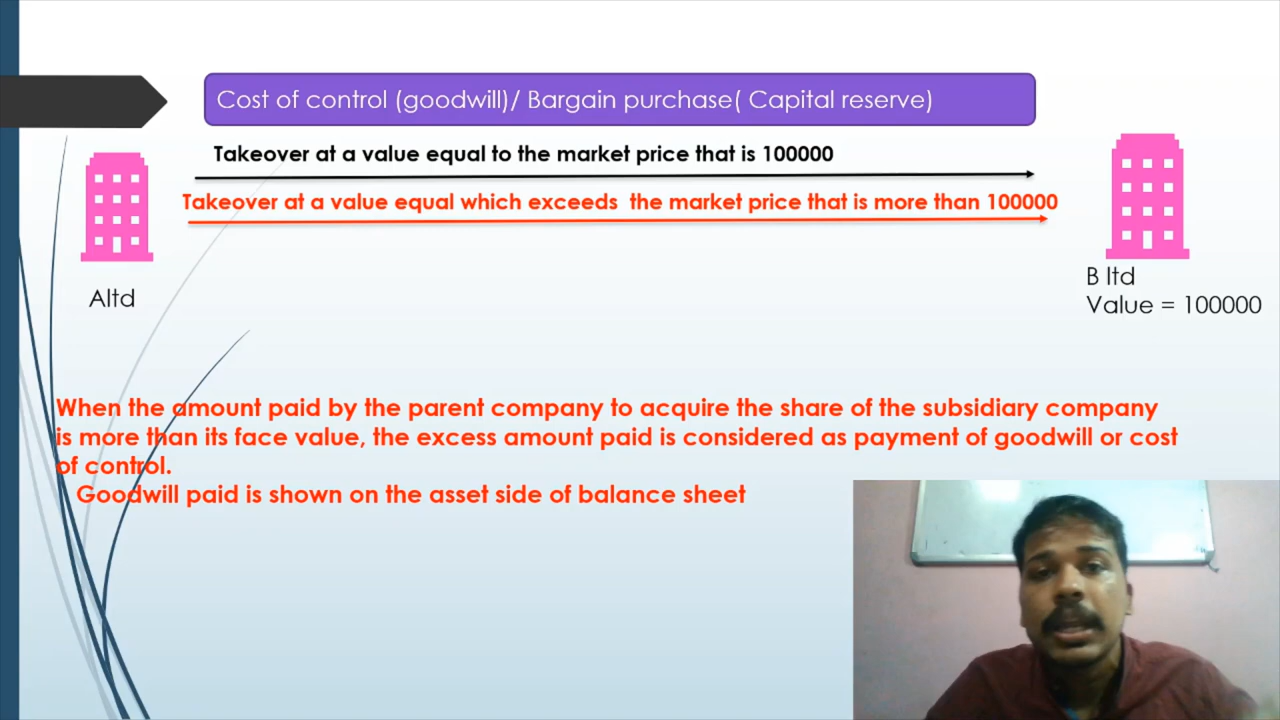 Cost of control (goodwill)/ Bargain purchase( Capital reserve)
Takeover at a value equal to the market price that is 100000
Takeover at a value equal which exceeds  the market price that is more than 100000
Altd
B ltd
Value = 100000
When the amount paid by the parent company to acquire the share of the subsidiary company
is more than its face value, the excess amount paid is considered as payment of goodwill or cost
of control.
Goodwill paid is shown on the asset side of balance sheet